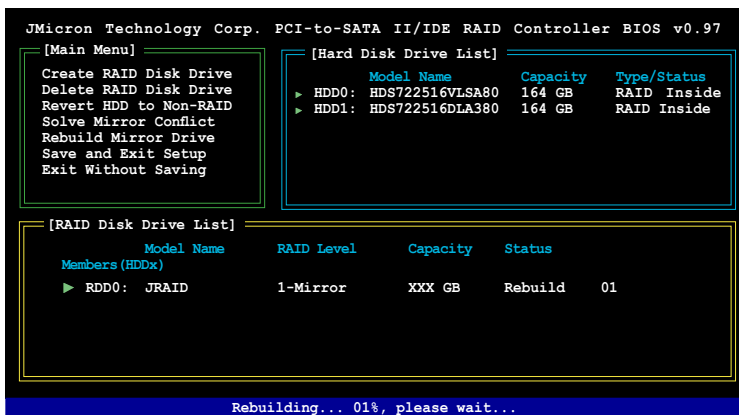 JMicron Technology Corp. PCI-to-SATA II/IDE RAID Controller BIOS v0.97
[Main Menu]
Create RAID Disk Drive
Delete RAID Disk Drive
Revert HDD to Non-RAID
Solve Mirror Conflict
Rebuild Mirror Drive
Save and Exit Setup
Exit Without Saving
[Hard Disk Drive List]
Model Name Capacity Type/Status
HDD0: HDS722516VLSA80 164 GB RAID Inside
HDD1: HDS722516DLA380 164 GB RAID Inside
[RAID Disk Drive List]
Model Name RAID Level Capacity Status
Members(HDDx)
RDD0: JRAID 1-Mirror XXX GB Rebuild 01
Rebuilding... 01%, please wait...